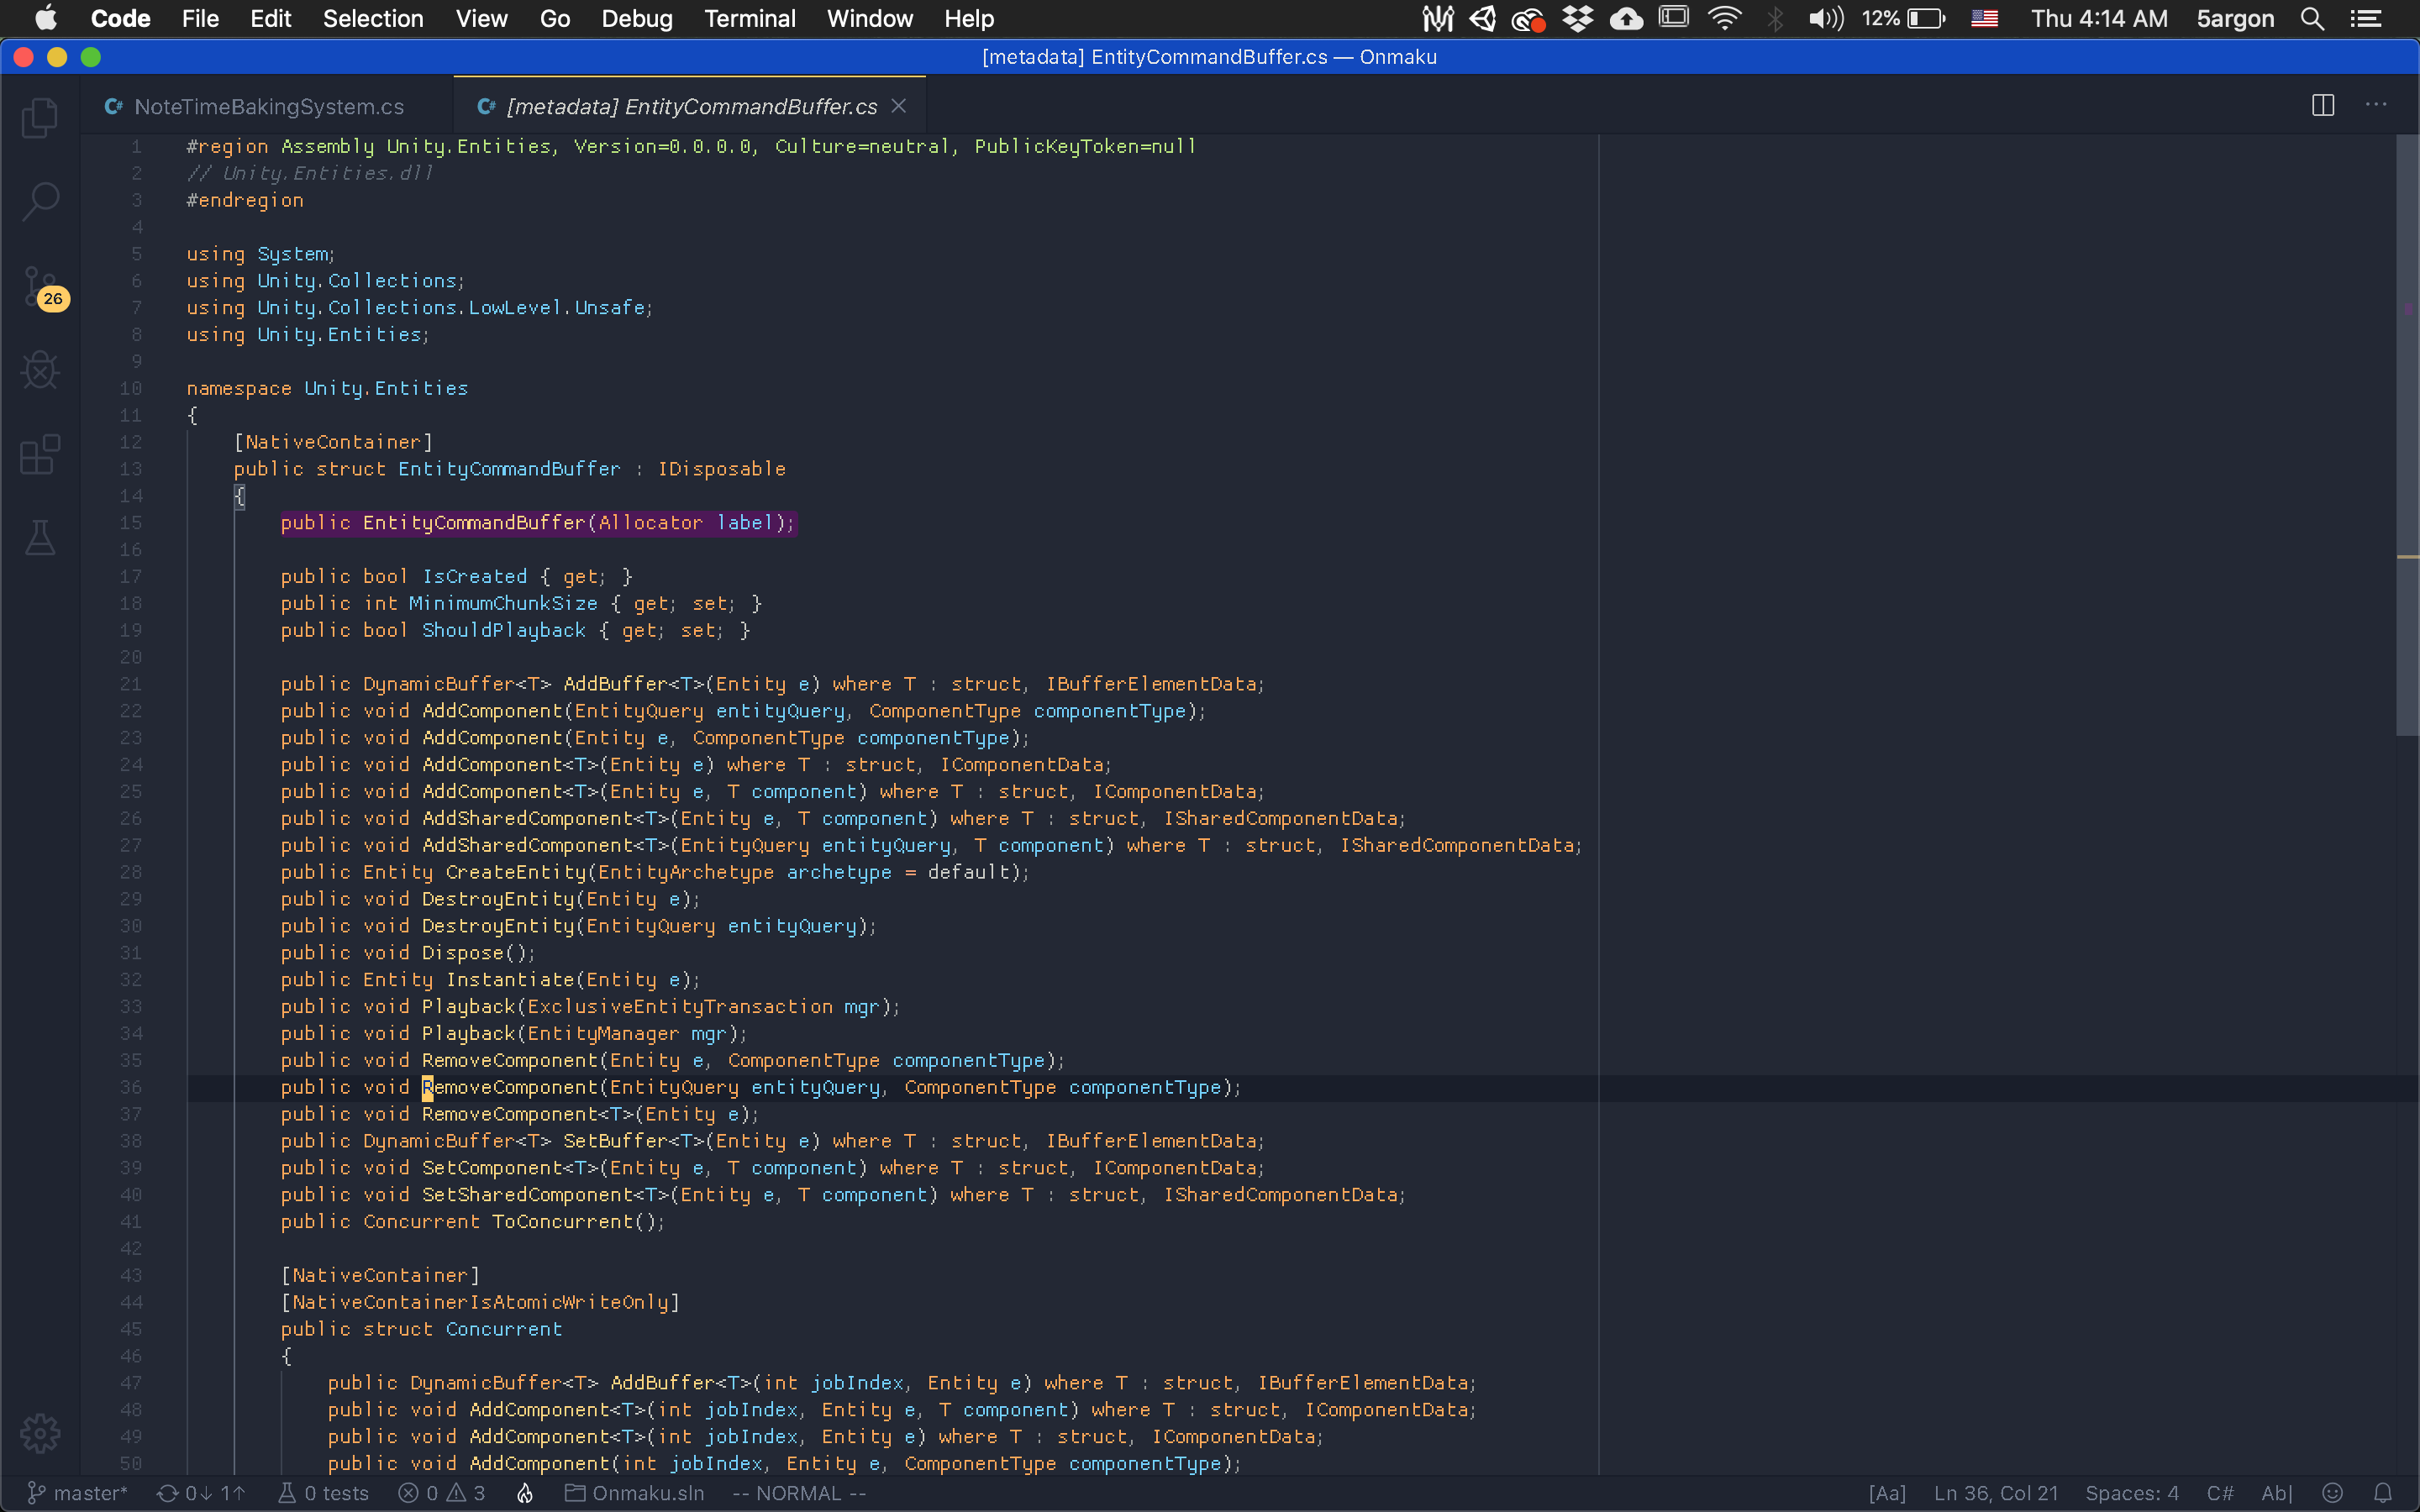 Code File Edit Selection View Go Debug Terminal Window Help 12% Thu 4:14 AM 5argon
[metadata] EntityCommandBuffer.cs — Onmaku
C# NoteTimeBakingSystem.cs C# [metadata] EntityCommandBuffer.cs
1 #region Assembly Unity.Entities, Version=0.0.0.0, Culture=neutral, PublicKeyToken=null
2 // Unity.Entities.dll
3 #endregion
4
5 using System;
6 using Unity.Collections;
7 using Unity.Collections.LowLevel.Unsafe;
8 using Unity.Entities;
9
10 namespace Unity.Entities
11 {
12 [NativeContainer]
13 public struct EntityCommandBuffer : IDisposable
14 {
15 public EntityCommandBuffer(Allocator label);
16
17 public bool IsCreated { get; }
18 public int MinimumChunkSize { get; set; }
19 public bool ShouldPlayback { get; set; }
20
21 public DynamicBuffer<T> AddBuffer<T>(Entity e) where T : struct, IBufferElementData;
22 public void AddComponent(EntityQuery entityQuery, ComponentType componentType);
23 public void AddComponent(Entity e, ComponentType componentType);
24 public void AddComponent<T>(Entity e) where T : struct, IComponentData;
25 public void AddComponent<T>(Entity e, T component) where T : struct, IComponentData;
26 public void AddSharedComponent<T>(Entity e, T component) where T : struct, ISharedComponentData;
27 public void AddSharedComponent<T>(EntityQuery entityQuery, T component) where T : struct, ISharedComponentData;
28 public Entity CreateEntity(EntityArchetype archetype = default);
29 public void DestroyEntity(Entity e);
30 public void DestroyEntity(EntityQuery entityQuery);
31 public void Dispose();
32 public Entity Instantiate(Entity e);
33 public void Playback(ExclusiveEntityTransaction mgr);
34 public void Playback(EntityManager mgr);
35 public void RemoveComponent(Entity e, ComponentType componentType);
36 public void RemoveComponent(EntityQuery entityQuery, ComponentType componentType);
37 public void RemoveComponent<T>(Entity e);
38 public DynamicBuffer<T> SetBuffer<T>(Entity e) where T : struct, IBufferElementData;
39 public void SetComponent<T>(Entity e, T component) where T : struct, IComponentData;
40 public void SetSharedComponent<T>(Entity e, T component) where T : struct, ISharedComponentData;
41 public Concurrent ToConcurrent();
42
43 [NativeContainer]
44 [NativeContainerIsAtomicWriteOnly]
45 public struct Concurrent
46 {
47 public DynamicBuffer<T> AddBuffer<T>(int jobIndex, Entity e) where T : struct, IBufferElementData;
48 public void AddComponent<T>(int jobIndex, Entity e, T component) where T : struct, IComponentData;
49 public void AddComponent<T>(int jobIndex, Entity e) where T : struct, IComponentData;
50 public void AddComponent(int jobIndex, Entity e, ComponentType componentType);
26
master* 0↓ 1↑ 0 tests 0 3 Onmaku.sln -- NORMAL -- [Aa] Ln 36, Col 21 Spaces: 4 C# Ab|